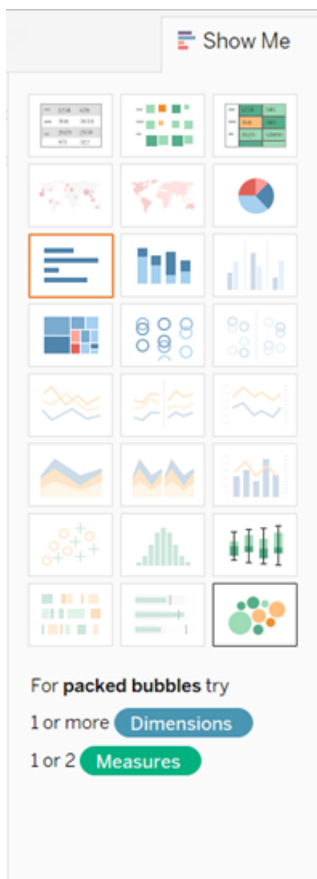 Show Me
For packed bubbles try
1 or more Dimensions
1 or 2 Measures